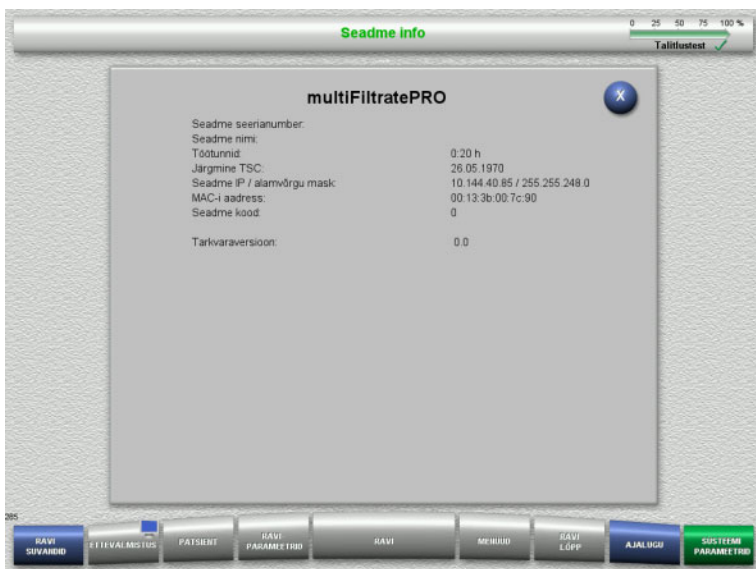 Seadme info
0 25 50 75 100 %
Talitlustest
multiFiltratePRO
X
Seadme seerianumber:
Seadme nimi:
Töötunnid: 0:20 h
Järgmine TSC: 26.05.1970
Seadme IP / alamvõrgu mask: 10.144.40.85 / 255.255.248.0
MAC-i aadress: 00:13:3b:00:7c:90
Seadme kood: 0
Tarkvaraversioon: 0.0
285
RAVI SUVANDID
ETTEVALMISTUS
PATSIENT
RAVI PARAMEETRID
RAVI
MENÜÜD
RAVI LÕPP
AJALUGU
SÜSTEEMI PARAMEETRID